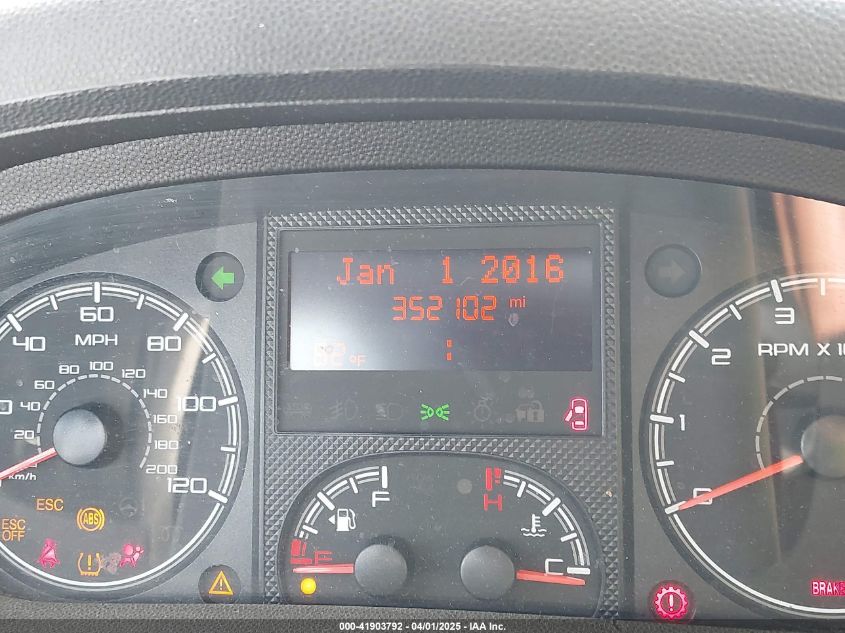 Jan 1 2016
352102 mi
°F
:
40 60 80 100 120
MPH
20 40 60 80 100 120 140 160 180 200
km/h
ESC
ESC OFF
ABS
F
E
H
C
0 1 2 3
RPM X 10
BRAKE
000-41903792 - 04/01/2025 - IAA Inc.